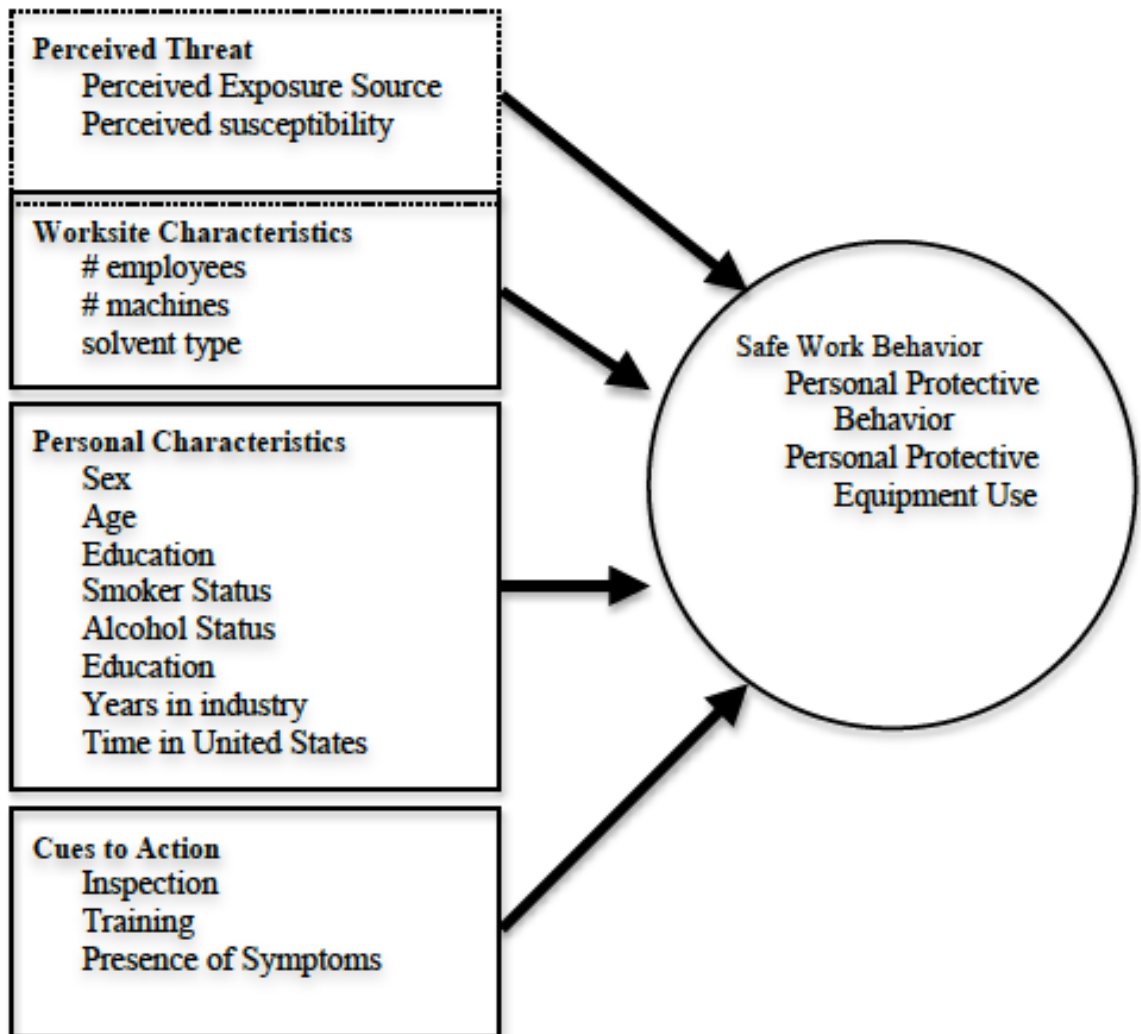 Perceived Threat
Perceived Exposure Source
Perceived susceptibility
Worksite Characteristics
# employees
# machines
solvent type
Personal Characteristics
Sex
Age
Education
Smoker Status
Alcohol Status
Education
Years in industry
Time in United States
Cues to Action
Inspection
Training
Presence of Symptoms
Safe Work Behavior
Personal Protective
Behavior
Personal Protective
Equipment Use